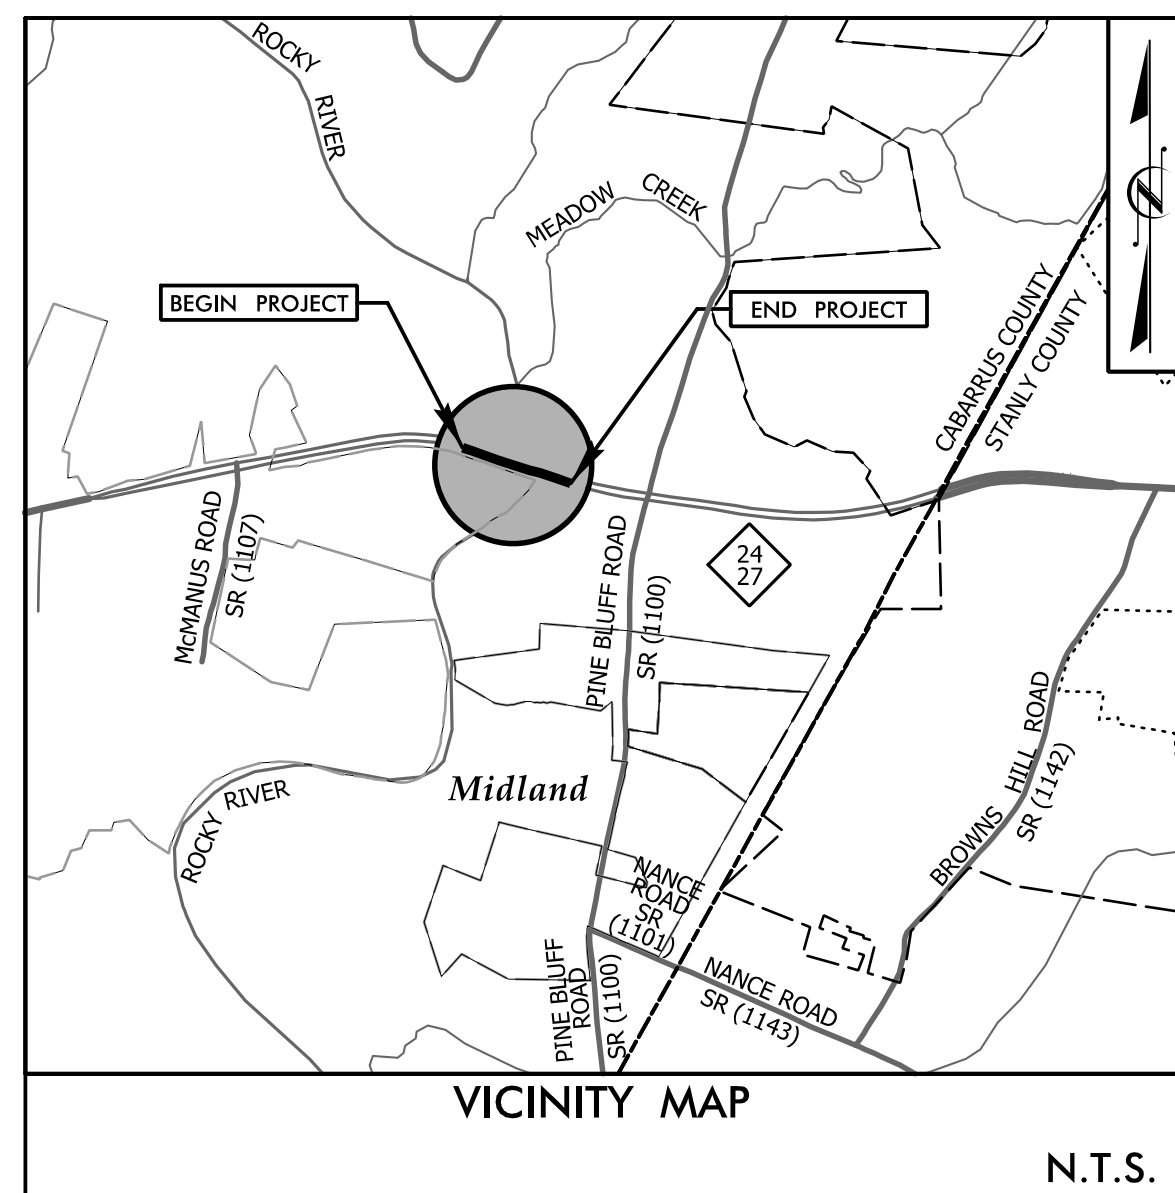 ROCKY
RIVER
MEADOW CREEK
BEGIN PROJECT
END PROJECT
CABARRUS COUNTY
STANLY COUNTY
McMANUS ROAD
SR (1107)
PINE BLUFF ROAD
SR (1100)
24
27
Midland
ROCKY RIVER
BROWNS HILL ROAD
SR (1142)
NANCE
ROAD
SR
(1101)
PINE BLUFF
ROAD
SR (1100)
NANCE ROAD
SR (1143)
VICINITY MAP
N.T.S.